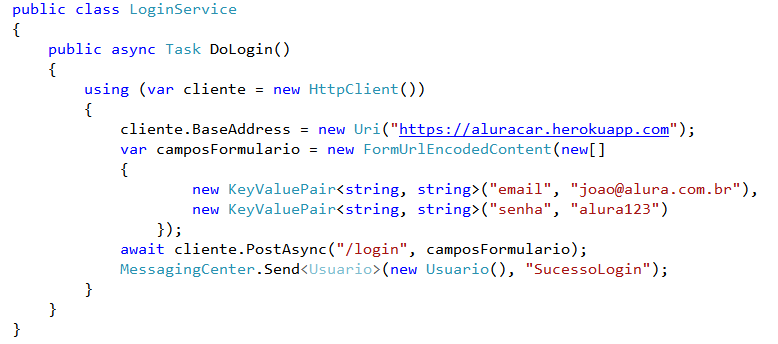 public class LoginService
{
    public async Task DoLogin()
    {
        using (var cliente = new HttpClient())
        {
            cliente.BaseAddress = new Uri("https://aluracar.herokuapp.com");
            var camposFormulario = new FormUrlEncodedContent(new[]
            {
                    new KeyValuePair<string, string>("email", "joao@alura.com.br"),
                    new KeyValuePair<string, string>("senha", "alura123")
                });
            await cliente.PostAsync("/login", camposFormulario);
            MessagingCenter.Send<Usuario>(new Usuario(), "SucessoLogin");
        }
    }
}